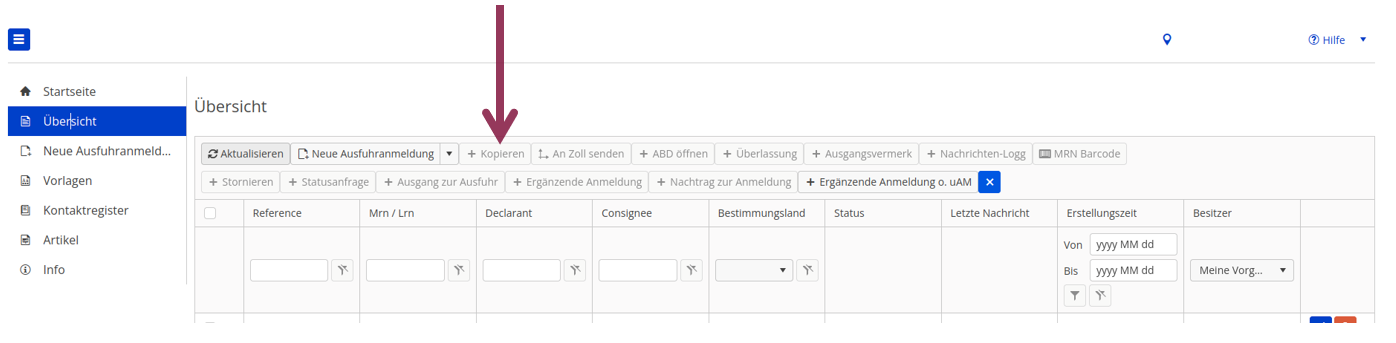 Hilfe
Startseite
Übersicht
Neue Ausfuhranmeld...
Vorlagen
Kontaktregister
Artikel
Info
Übersicht
Aktualisieren Neue Ausfuhranmeldung + Kopieren An Zoll senden + ABD öffnen + Überlassung + Ausgangsvermerk + Nachrichten-Logg MRN Barcode
+ Stornieren + Statusanfrage + Ausgang zur Ausfuhr + Ergänzende Anmeldung + Nachtrag zur Anmeldung + Ergänzende Anmeldung o. uAM
Reference Mrn / Lrn Declarant Consignee Bestimmungsland Status Letzte Nachricht Erstellungszeit Besitzer
Von yyyy MM dd
Bis yyyy MM dd Meine Vorg...